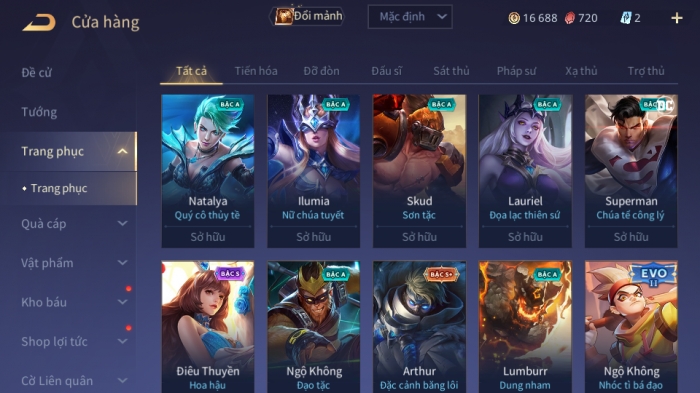 Cửa hàng
Đổi mảnh
Mặc định
16 688
720
2
Đề cử
Tướng
Trang phục
Trang phục
Quà cáp
Vật phẩm
Kho báu
Shop lợi tức
Cờ Liên quân
Tất cả
Tiến hóa
Đỡ đòn
Đấu sĩ
Sát thủ
Pháp sư
Xạ thủ
Trợ thủ
BẬC A
Natalya
Quý cô thủy tề
Sở hữu
BẬC A
Ilumia
Nữ chúa tuyết
Sở hữu
BẬC A
Skud
Sơn tặc
Sở hữu
BẬC A
Lauriel
Đọa lạc thiên sứ
Sở hữu
DC
Superman
Chúa tể công lý
Sở hữu
BẬC S
Điêu Thuyền
Hoa hậu
BẬC A
Ngộ Không
Đạo tặc
BẬC S+
Arthur
Đặc cảnh băng lôi
BẬC A
Lumburr
Dung nham
EVO
II
Ngộ Không
Nhóc tì bá đạo